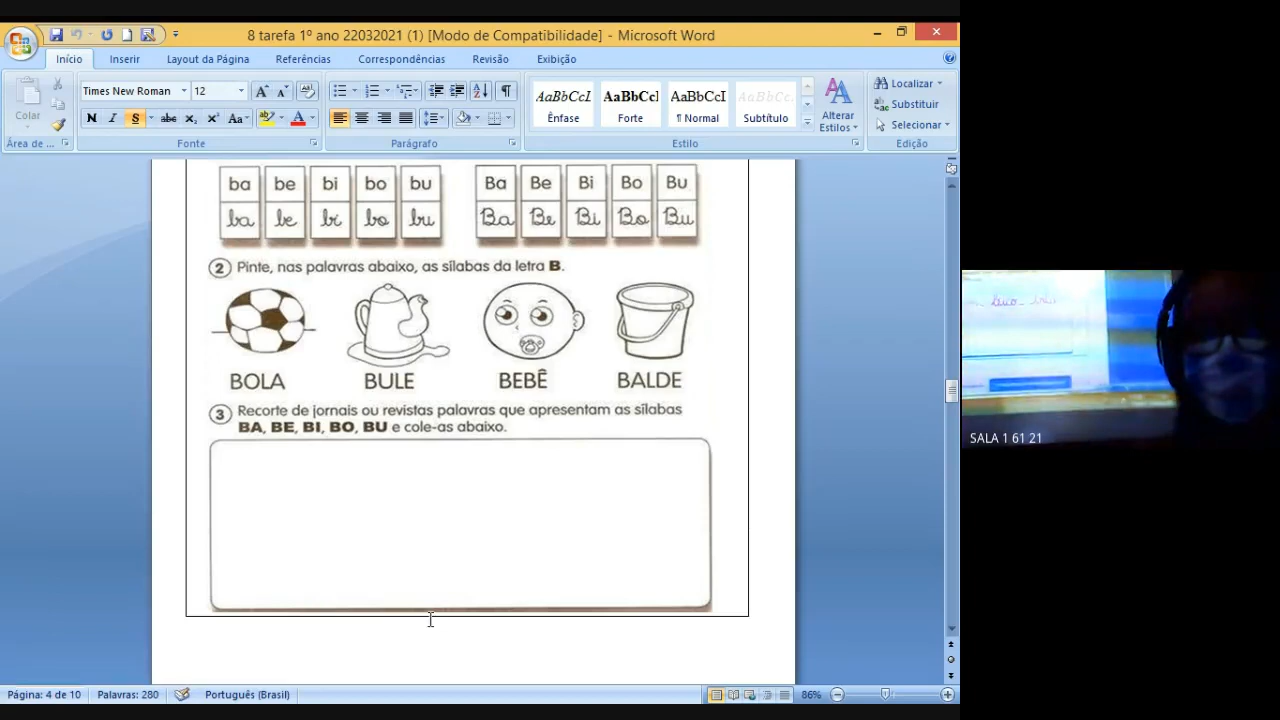 8 tarefa 1º ano 22032021 (1) [Modo de Compatibilidade] - Microsoft Word
Início Inserir Layout da Página Referências Correspondências Revisão Exibição
Colar
Times New Roman 12
N I S abc x₂ x² Aa A
AaBbCcI AaBbCcI AaBbCcI AaBbCc
Ênfase Forte ¶ Normal Subtítulo
Alterar Estilos
Localizar
Substituir
Selecionar
Área de ... Fonte Parágrafo Estilo Edição
ba be bi bo bu Ba Be Bi Bo Bu
ba be bi bo bu Ba Be Bi Bo Bu
2 Pinte, nas palavras abaixo, as sílabas da letra B.
BOLA BULE BEBÊ BALDE
3 Recorte de jornais ou revistas palavras que apresentam as sílabas
BA, BE, BI, BO, BU e cole-as abaixo.
SALA 1 61 21
Página: 4 de 10 Palavras: 280 Português (Brasil) 86%